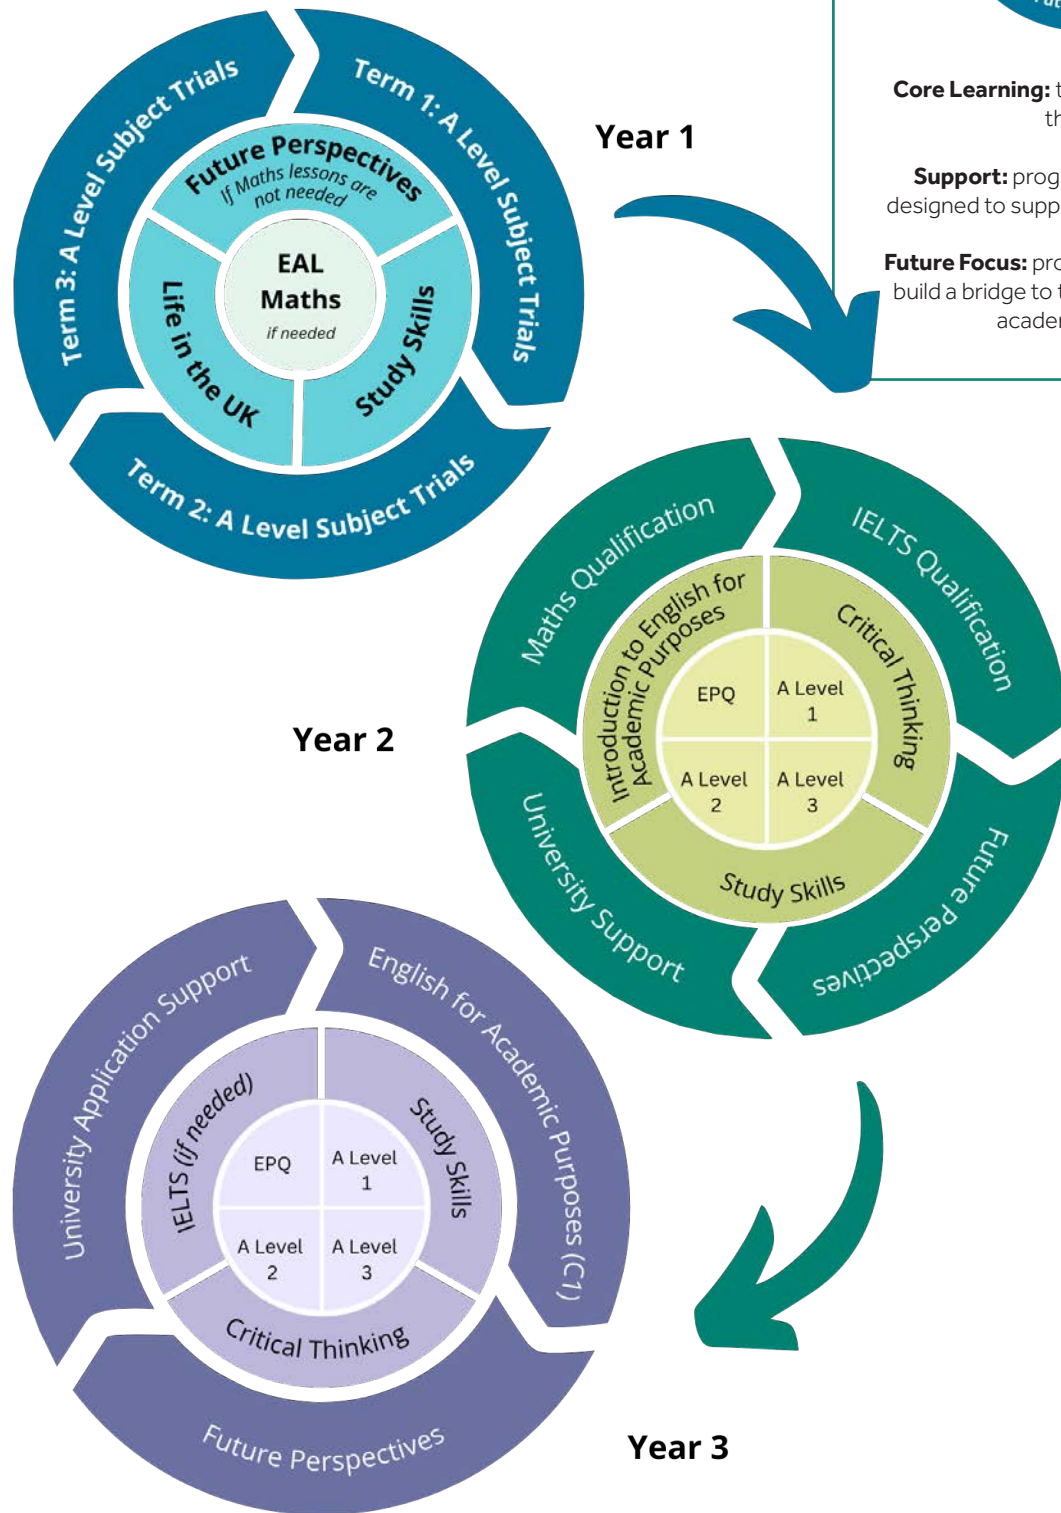 Year 1
Term 1: A Level Subject Trials
Term 2: A Level Subject Trials
Term 3: A Level Subject Trials
Future Perspectives
If Maths lessons are
not needed
Study Skills
Life in the UK
EAL
Maths
if needed
Core Learning:
Support:
designed to supp
Future Focus:
build a bridge to t
Year 2
IELTS Qualification
Future Perspectives
University Support
Maths Qualification
Critical Thinking
Study Skills
Introduction to English for
Academic Purposes
EPQ
A Level
1
A Level
2
A Level
3
Year 3
English for Academic Purposes (C1)
Future Perspectives
University Application Support
Study Skills
Critical Thinking
IELTS (if needed)
EPQ
A Level
1
A Level
2
A Level
3